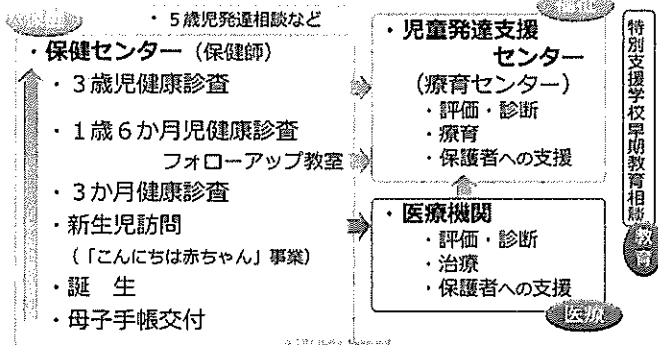 ・５歳児発達相談など
・保健センター（保健師）
・３歳児健康診査
・１歳６か月児健康診査
フォローアップ教室
・３か月健康診査
・新生児訪問
（「こんにちは赤ちゃん」事業）
・誕　生
・母子手帳交付
・児童発達支援
センター
（療育センター）
・評価・診断
・療育
・保護者への支援
・医療機関
・評価・診断
・治療
・保護者への支援
医療
特別支援学校早期教育相談
教育